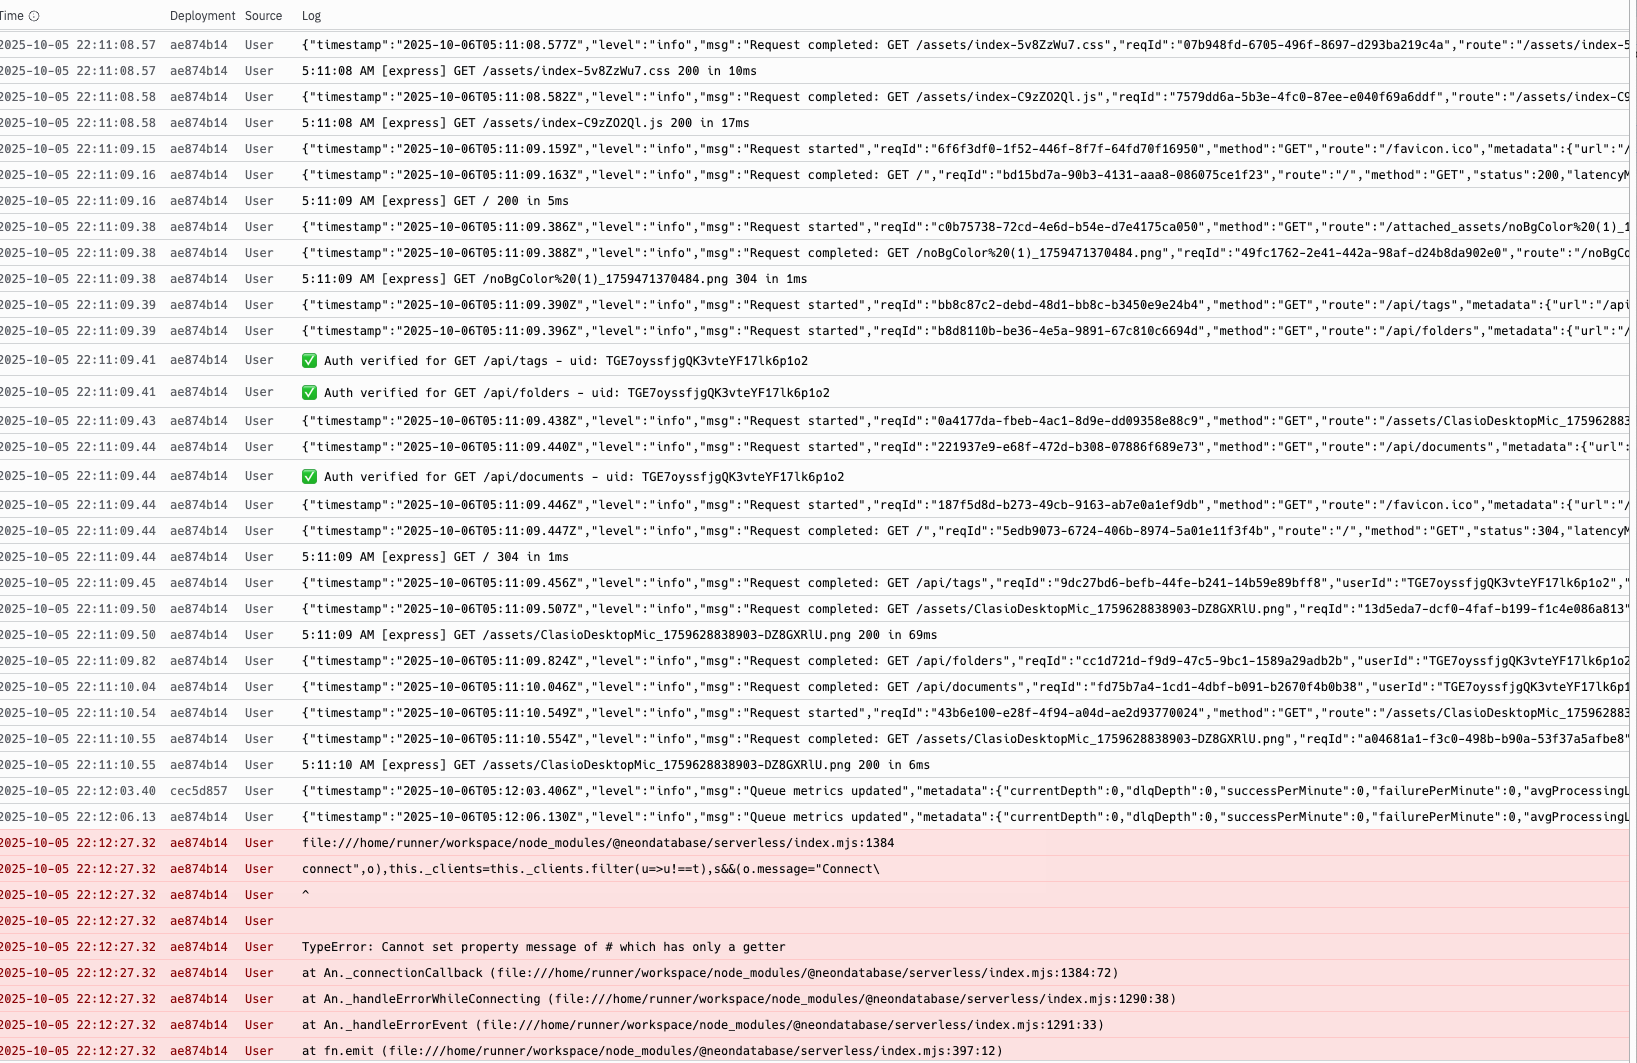 Time Deployment Source Log
2025-10-05 22:11:08.57 ae874b14 User {"timestamp":"2025-10-06T05:11:08.577Z","level":"info","msg":"Request completed: GET /assets/index-5v8ZzWu7.css","reqId":"07b948fd-6705-496f-8697-d293ba219c4a","route":"/assets/index-5
2025-10-05 22:11:08.57 ae874b14 User 5:11:08 AM [express] GET /assets/index-5v8ZzWu7.css 200 in 10ms
2025-10-05 22:11:08.58 ae874b14 User {"timestamp":"2025-10-06T05:11:08.582Z","level":"info","msg":"Request completed: GET /assets/index-C9zZO2Ql.js","reqId":"7579dd6a-5b3e-4fc0-87ee-e040f69a6ddf","route":"/assets/index-C9
2025-10-05 22:11:08.58 ae874b14 User 5:11:08 AM [express] GET /assets/index-C9zZO2Ql.js 200 in 17ms
2025-10-05 22:11:09.15 ae874b14 User {"timestamp":"2025-10-06T05:11:09.159Z","level":"info","msg":"Request started","reqId":"6f6f3df0-1f52-446f-8f7f-64fd70f16950","method":"GET","route":"/favicon.ico","metadata":{"url":"/
2025-10-05 22:11:09.16 ae874b14 User {"timestamp":"2025-10-06T05:11:09.163Z","level":"info","msg":"Request completed: GET /","reqId":"bd15bd7a-90b3-4131-aaa8-086075ce1f23","route":"/","method":"GET","status":200,"latencyM
2025-10-05 22:11:09.16 ae874b14 User 5:11:09 AM [express] GET / 200 in 5ms
2025-10-05 22:11:09.38 ae874b14 User {"timestamp":"2025-10-06T05:11:09.386Z","level":"info","msg":"Request started","reqId":"c0b75738-72cd-4e6d-b54e-d7e4175ca050","method":"GET","route":"/attached_assets/noBgColor%20(1)_1
2025-10-05 22:11:09.38 ae874b14 User {"timestamp":"2025-10-06T05:11:09.388Z","level":"info","msg":"Request completed: GET /noBgColor%20(1)_1759471370484.png","reqId":"49fc1762-2e41-442a-98af-d24b8da902e0","route":"/noBgCo
2025-10-05 22:11:09.38 ae874b14 User 5:11:09 AM [express] GET /noBgColor%20(1)_1759471370484.png 304 in 1ms
2025-10-05 22:11:09.39 ae874b14 User {"timestamp":"2025-10-06T05:11:09.390Z","level":"info","msg":"Request started","reqId":"bb8c87c2-debd-48d1-bb8c-b3450e9e24b4","method":"GET","route":"/api/tags","metadata":{"url":"/api
2025-10-05 22:11:09.39 ae874b14 User {"timestamp":"2025-10-06T05:11:09.396Z","level":"info","msg":"Request started","reqId":"b8d8110b-be36-4e5a-9891-67c810c6694d","method":"GET","route":"/api/folders","metadata":{"url":"/
2025-10-05 22:11:09.41 ae874b14 User ✅ Auth verified for GET /api/tags - uid: TGE7oyssfjgQK3vteYF17lk6p1o2
2025-10-05 22:11:09.41 ae874b14 User ✅ Auth verified for GET /api/folders - uid: TGE7oyssfjgQK3vteYF17lk6p1o2
2025-10-05 22:11:09.43 ae874b14 User {"timestamp":"2025-10-06T05:11:09.438Z","level":"info","msg":"Request started","reqId":"0a4177da-fbeb-4ac1-8d9e-dd09358e88c9","method":"GET","route":"/assets/ClasioDesktopMic_175962883
2025-10-05 22:11:09.44 ae874b14 User {"timestamp":"2025-10-06T05:11:09.440Z","level":"info","msg":"Request started","reqId":"221937e9-e68f-472d-b308-07886f689e73","method":"GET","route":"/api/documents","metadata":{"url":
2025-10-05 22:11:09.44 ae874b14 User ✅ Auth verified for GET /api/documents - uid: TGE7oyssfjgQK3vteYF17lk6p1o2
2025-10-05 22:11:09.44 ae874b14 User {"timestamp":"2025-10-06T05:11:09.446Z","level":"info","msg":"Request started","reqId":"187f5d8d-b273-49cb-9163-ab7e0a1ef9db","method":"GET","route":"/favicon.ico","metadata":{"url":"/
2025-10-05 22:11:09.44 ae874b14 User {"timestamp":"2025-10-06T05:11:09.447Z","level":"info","msg":"Request completed: GET /","reqId":"5edb9073-6724-406b-8974-5a01e11f3f4b","route":"/","method":"GET","status":304,"latencyM
2025-10-05 22:11:09.44 ae874b14 User 5:11:09 AM [express] GET / 304 in 1ms
2025-10-05 22:11:09.45 ae874b14 User {"timestamp":"2025-10-06T05:11:09.456Z","level":"info","msg":"Request completed: GET /api/tags","reqId":"9dc27bd6-befb-44fe-b241-14b59e89bff8","userId":"TGE7oyssfjgQK3vteYF17lk6p1o2","
2025-10-05 22:11:09.50 ae874b14 User {"timestamp":"2025-10-06T05:11:09.507Z","level":"info","msg":"Request completed: GET /assets/ClasioDesktopMic_1759628838903-DZ8GXRlU.png","reqId":"13d5eda7-dcf0-4faf-b199-f1c4e086a813"
2025-10-05 22:11:09.50 ae874b14 User 5:11:09 AM [express] GET /assets/ClasioDesktopMic_1759628838903-DZ8GXRlU.png 200 in 69ms
2025-10-05 22:11:09.82 ae874b14 User {"timestamp":"2025-10-06T05:11:09.824Z","level":"info","msg":"Request completed: GET /api/folders","reqId":"cc1d721d-f9d9-47c5-9bc1-1589a29adb2b","userId":"TGE7oyssfjgQK3vteYF17lk6p1o2
2025-10-05 22:11:10.04 ae874b14 User {"timestamp":"2025-10-06T05:11:10.046Z","level":"info","msg":"Request completed: GET /api/documents","reqId":"fd75b7a4-1cd1-4dbf-b091-b2670f4b0b38","userId":"TGE7oyssfjgQK3vteYF17lk6p1
2025-10-05 22:11:10.54 ae874b14 User {"timestamp":"2025-10-06T05:11:10.549Z","level":"info","msg":"Request started","reqId":"43b6e100-e28f-4f94-a04d-ae2d93770024","method":"GET","route":"/assets/ClasioDesktopMic_175962883
2025-10-05 22:11:10.55 ae874b14 User {"timestamp":"2025-10-06T05:11:10.554Z","level":"info","msg":"Request completed: GET /assets/ClasioDesktopMic_1759628838903-DZ8GXRlU.png","reqId":"a04681a1-f3c0-498b-b90a-53f37a5afbe8"
2025-10-05 22:11:10.55 ae874b14 User 5:11:10 AM [express] GET /assets/ClasioDesktopMic_1759628838903-DZ8GXRlU.png 200 in 6ms
2025-10-05 22:12:03.40 cec5d857 User {"timestamp":"2025-10-06T05:12:03.406Z","level":"info","msg":"Queue metrics updated","metadata":{"currentDepth":0,"dlqDepth":0,"successPerMinute":0,"failurePerMinute":0,"avgProcessingL
2025-10-05 22:12:06.13 ae874b14 User {"timestamp":"2025-10-06T05:12:06.130Z","level":"info","msg":"Queue metrics updated","metadata":{"currentDepth":0,"dlqDepth":0,"successPerMinute":0,"failurePerMinute":0,"avgProcessingL
2025-10-05 22:12:27.32 ae874b14 User file:///home/runner/workspace/node_modules/@neondatabase/serverless/index.mjs:1384
2025-10-05 22:12:27.32 ae874b14 User connect",o),this._clients=this._clients.filter(u=>u!==t),s&&(o.message="Connect\
2025-10-05 22:12:27.32 ae874b14 User ^
2025-10-05 22:12:27.32 ae874b14 User
2025-10-05 22:12:27.32 ae874b14 User TypeError: Cannot set property message of # which has only a getter
2025-10-05 22:12:27.32 ae874b14 User at An._connectionCallback (file:///home/runner/workspace/node_modules/@neondatabase/serverless/index.mjs:1384:72)
2025-10-05 22:12:27.32 ae874b14 User at An._handleErrorWhileConnecting (file:///home/runner/workspace/node_modules/@neondatabase/serverless/index.mjs:1290:38)
2025-10-05 22:12:27.32 ae874b14 User at An._handleErrorEvent (file:///home/runner/workspace/node_modules/@neondatabase/serverless/index.mjs:1291:33)
2025-10-05 22:12:27.32 ae874b14 User at fn.emit (file:///home/runner/workspace/node_modules/@neondatabase/serverless/index.mjs:397:12)